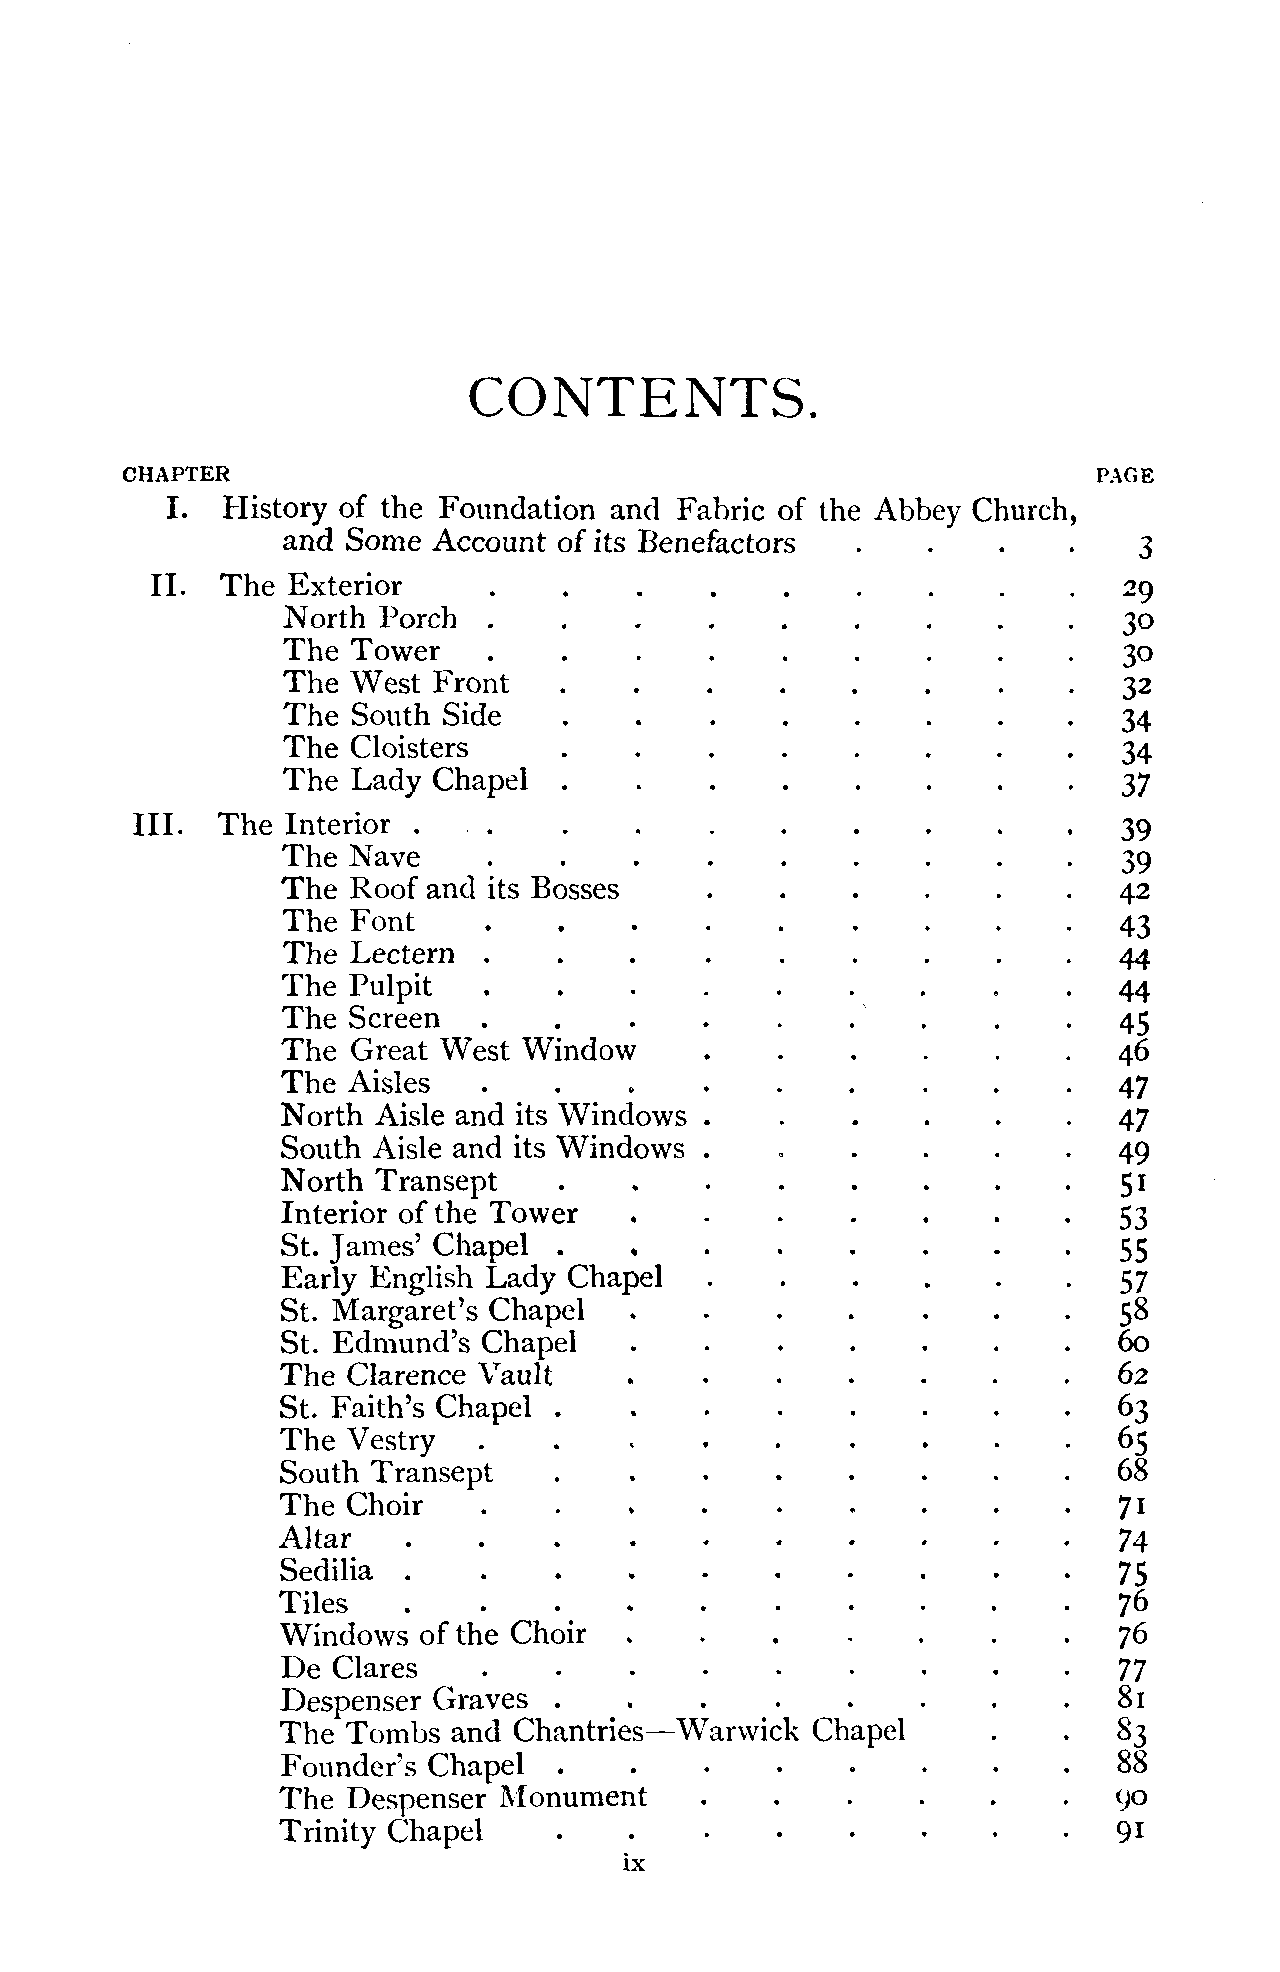 CONTENTS.
CHAPTER PAGE
I. History of the Foundation and Fabric of the Abbey Church,
and Some Account of its Benefactors . . . . 3
II. The Exterior . . . . . . . . . 29
North Porch . . . . . . . . . 30
The Tower . . . . . . . . . 30
The West Front . . . . . . . . 32
The South Side . . . . . . . . 34
The Cloisters . . . . . . . . 34
The Lady Chapel . . . . . . . . 37
III. The Interior . . . . . . . . . . 39
The Nave . . . . . . . . . 39
The Roof and its Bosses . . . . . . 42
The Font . . . . . . . . . 43
The Lectern . . . . . . . . . 44
The Pulpit . . . . . . . . . 44
The Screen . . . . . . . . . 45
The Great West Window . . . . . . 46
The Aisles . . . . . . . . . 47
North Aisle and its Windows . . . . . . 47
South Aisle and its Windows . . . . . . 49
North Transept . . . . . . . . 51
Interior of the Tower . . . . . . . 53
St. James' Chapel . . . . . . . . 55
Early English Lady Chapel . . . . . . 57
St. Margaret's Chapel . . . . . . . 58
St. Edmund's Chapel . . . . . . . 60
The Clarence Vault . . . . . . . 62
St. Faith's Chapel . . . . . . . . 63
The Vestry . . . . . . . . . 65
South Transept . . . . . . . . 68
The Choir . . . . . . . . . 71
Altar . . . . . . . . . . 74
Sedilia . . . . . . . . . . 75
Tiles . . . . . . . . . . 76
Windows of the Choir . . . . . . . 76
De Clares . . . . . . . . . 77
Despenser Graves . . . . . . . . 81
The Tombs and Chantries—Warwick Chapel . . 83
Founder's Chapel . . . . . . . . 88
The Despenser Monument . . . . . . 90
Trinity Chapel . . . . . . . . 91
ix